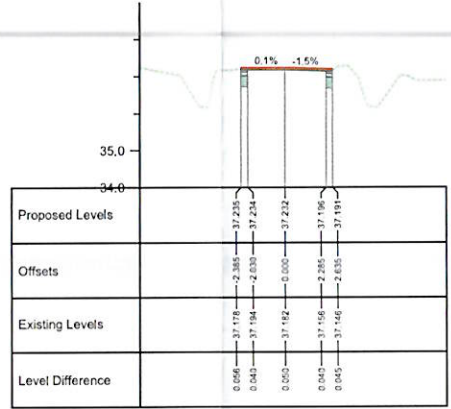 0.1% -1.5%
35.0
34.0
Proposed Levels 37.235 37.234 37.232 37.196 37.191
Offsets -2.385 -2.030 0.000 2.285 2.635
Existing Levels 37.178 37.194 37.182 37.156 37.146
Level Difference 0.056 0.040 0.050 0.040 0.045